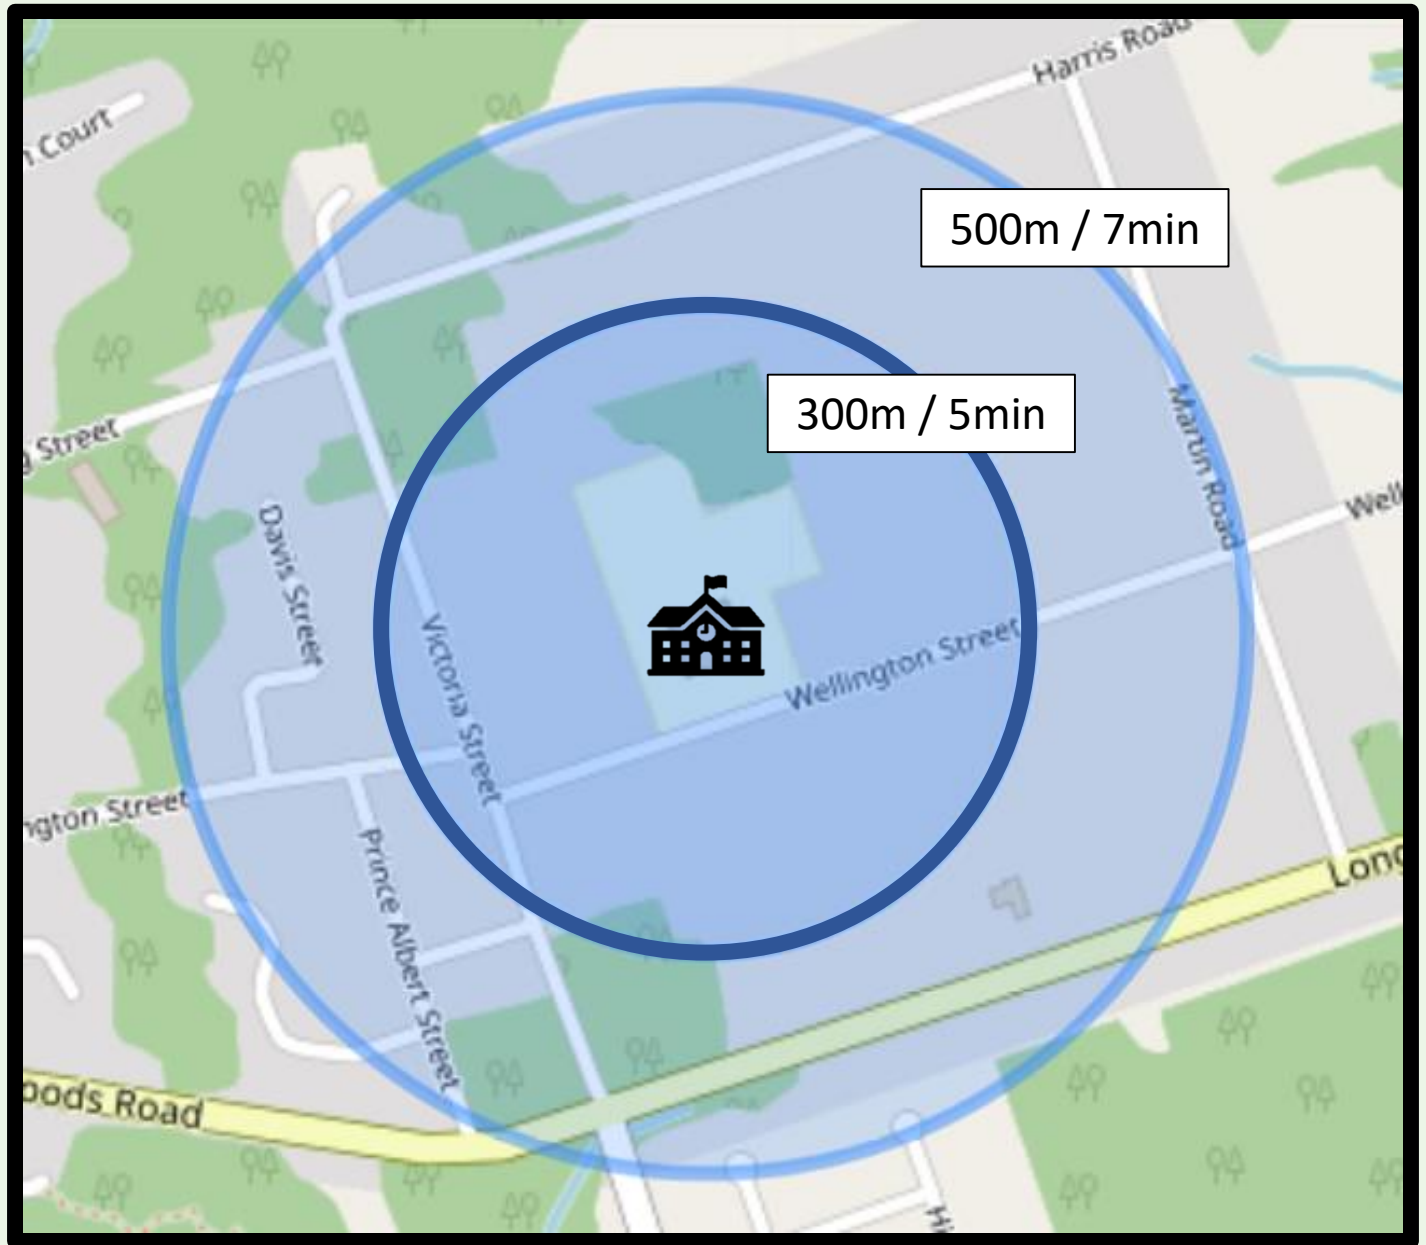 Harris Road
n Court
500m / 7min
300m / 5min
g Street
Martin Road
Well
Davis Street
Victoria Street
Wellington Street
ngton Street
Prince Albert Street
Long
oods Road
Hi